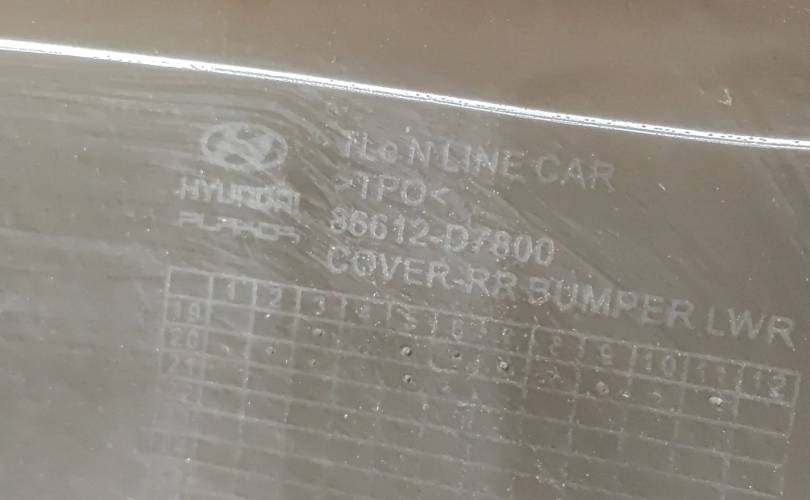 TLe N LINE CAR
HYUNDAI
>TPO<
PLAKOR
86612-D7800
COVER-RR BUMPER LWR
1 2 3 4 5 6 7 8 9 10 11 12
19
20
21